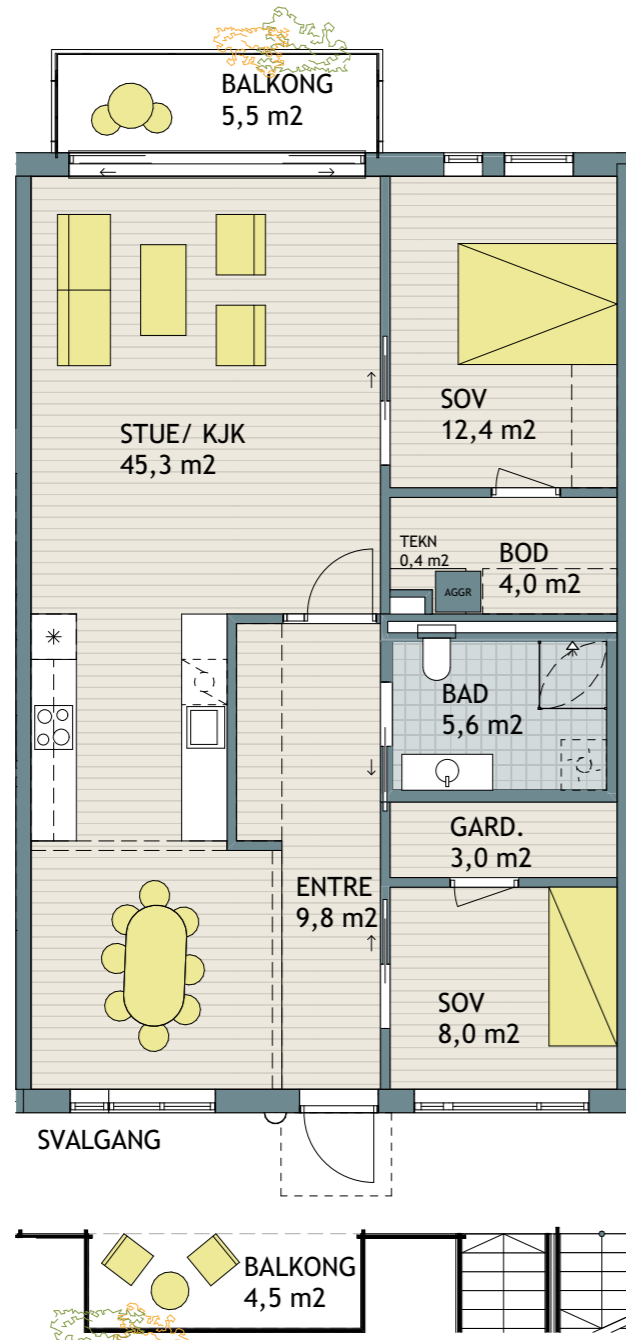 BALKONG
5,5 m2
SOV
12,4 m2
STUE/ KJK
45,3 m2
TEKN
0,4 m2
BOD
4,0 m2
AGGR
BAD
5,6 m2
GARD.
3,0 m2
ENTRE
9,8 m2
SOV
8,0 m2
SVALGANG
BALKONG
4,5 m2